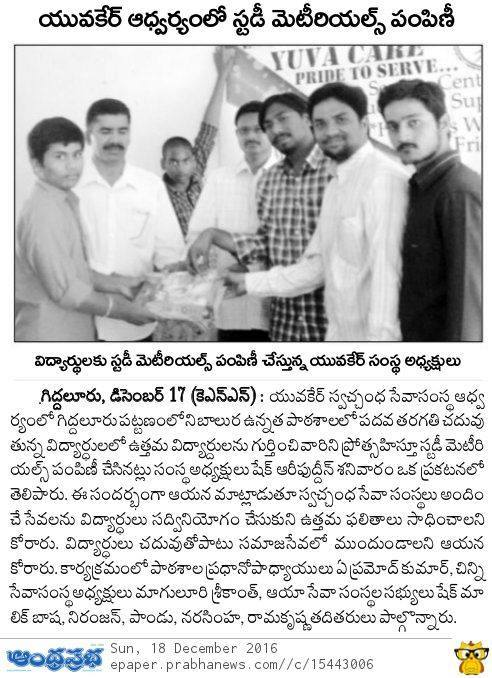 యువకేర్ ఆధ్వర్యంలో స్టడీ మెటీరియల్స్ పంపిణీ
YUVA CARE
PRIDE TO SERVE...
విద్యార్థులకు స్టడీ మెటీరియల్స్ పంపిణీ చేస్తున్న యువకేర్ సంస్థ అధ్యక్షులు
గిద్దలూరు, డిసెంబర్ 17 (కెఎన్ఎన్) : యువకేర్ స్వచ్ఛంధ సేవాసంస్థ ఆధ్వ
ర్యంలో గిద్దలూరు పట్టణంలోని బాలుర ఉన్నత పాఠశాలలో పదవ తరగతి చదువు
తున్న విద్యార్థులలో ఉత్తమ విద్యార్థులను గుర్తించి వారిని ప్రోత్సహిస్తూ స్టడీ మెటీరి
యల్స్ పంపిణీ చేసినట్లు సంస్థ అధ్యక్షులు షేక్ ఆరీఫుద్దీన్ శనివారం ఒక ప్రకటనలో
తెలిపారు. ఈ సందర్భంగా ఆయన మాట్లాడుతూ స్వచ్ఛంధ సేవా సంస్థలు అందిం
చే సేవలను విద్యార్థులు సద్వినియోగం చేసుకుని ఉత్తమ ఫలితాలు సాధించాలని
కోరారు. విద్యార్థులు చదువుతోపాటు సమాజసేవలో ముందుండాలని ఆయన
కోరారు. కార్యక్రమంలో పాఠశాల ప్రధానోపాధ్యాయులు ఏ ప్రమోద్ కుమార్, చిన్ని
సేవాసంస్థ అధ్యక్షులు మాగులూరి శ్రీకాంత్, ఆయా సేవా సంస్థల సభ్యులు షేక్ మా
లిక్ బాష, నిరంజన్, పాండు, నరసింహ, రామకృష్ణ తదితరులు పాల్గొన్నారు.
ఆంధ్రప్రభ
Sun, 18 December 2016
epaper.prabhanews.com//c/15443006